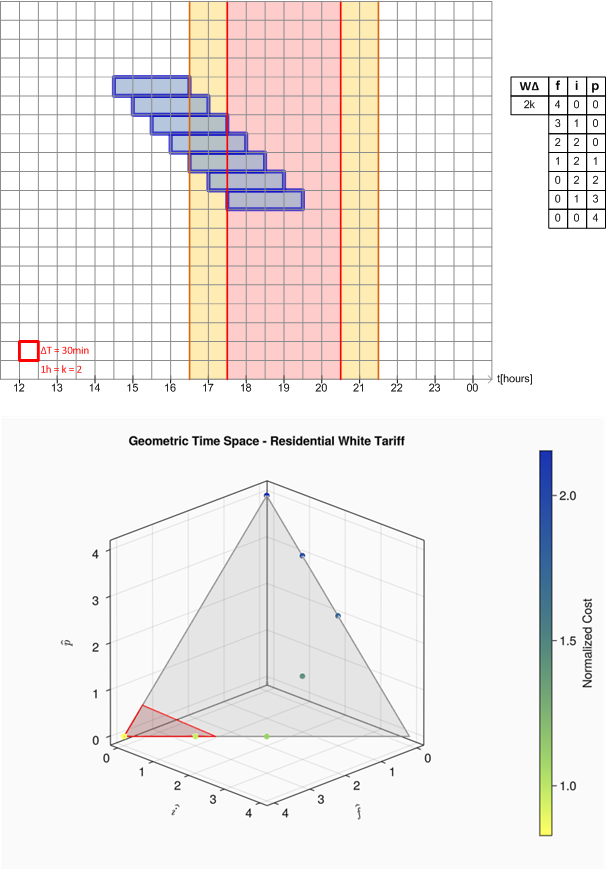 WΔ f i p
2k 4 0 0
3 1 0
2 2 0
1 2 1
0 2 2
0 1 3
0 0 4
ΔT = 30min
1h = k = 2
12 13 14 15 16 17 18 19 20 21 22 23 00 t[hours]
Geometric Time Space - Residential White Tariff
4
3
2
1
0
p̂
0 1 2 3 4
î
4 3 2 1 0
f̂
2.0
1.5
1.0
Normalized Cost